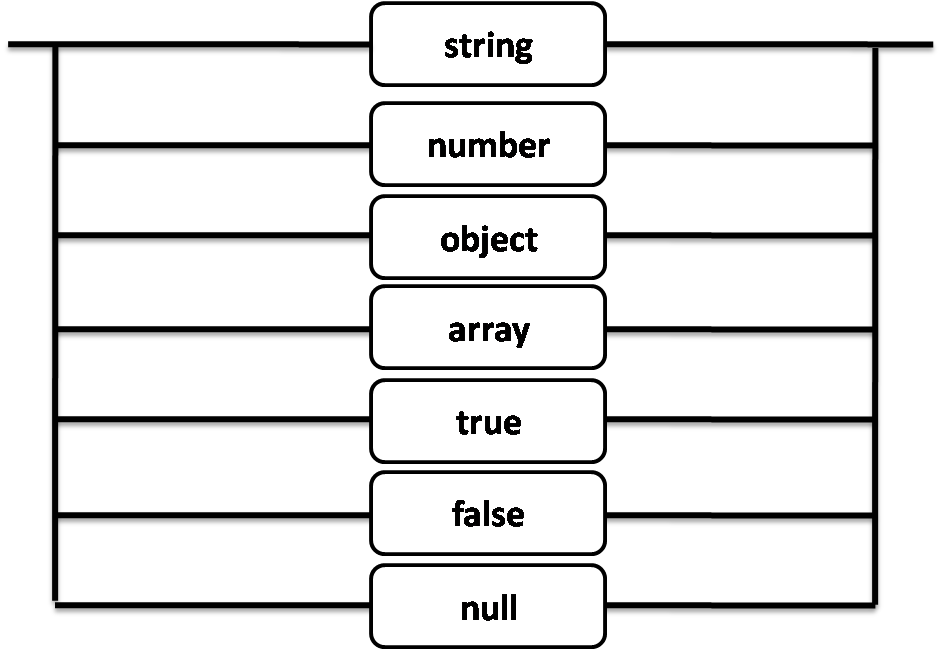 string
number
object
array
true
false
null